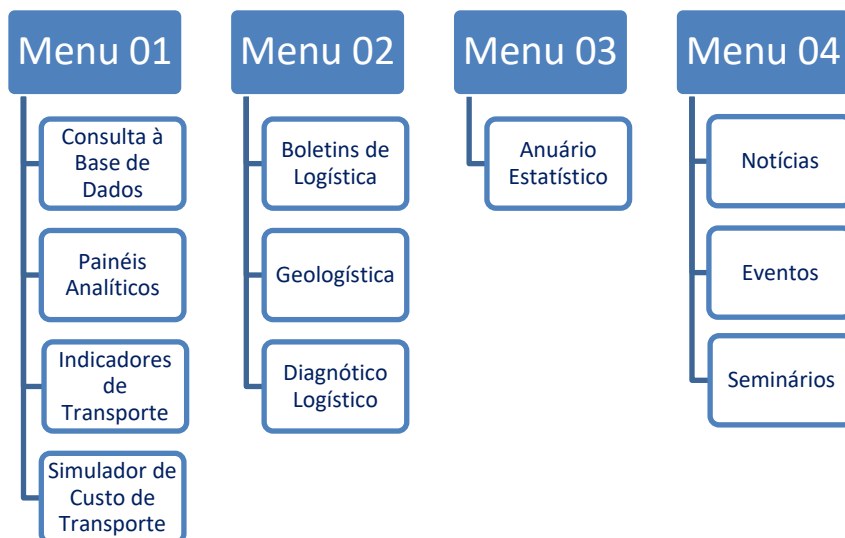 Menu 01
Consulta à
Base de
Dados
Painéis
Analíticos
Indicadores
de
Transporte
Simulador de
Custo de
Transporte
Menu 02
Boletins de
Logística
Geologística
Diagnótico
Logístico
Menu 03
Anuário
Estatístico
Menu 04
Notícias
Eventos
Seminários